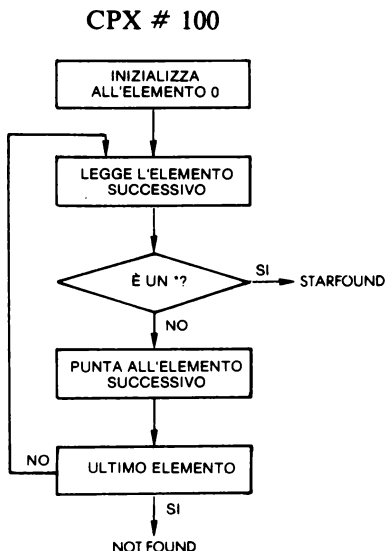 CPX # 100
INIZIALIZZA
ALL'ELEMENTO 0
LEGGE L'ELEMENTO
SUCCESSIVO
È UN *?
SI
STARFOUND
NO
PUNTA ALL'ELEMENTO
SUCCESSIVO
NO
ULTIMO ELEMENTO
SI
NOT FOUND